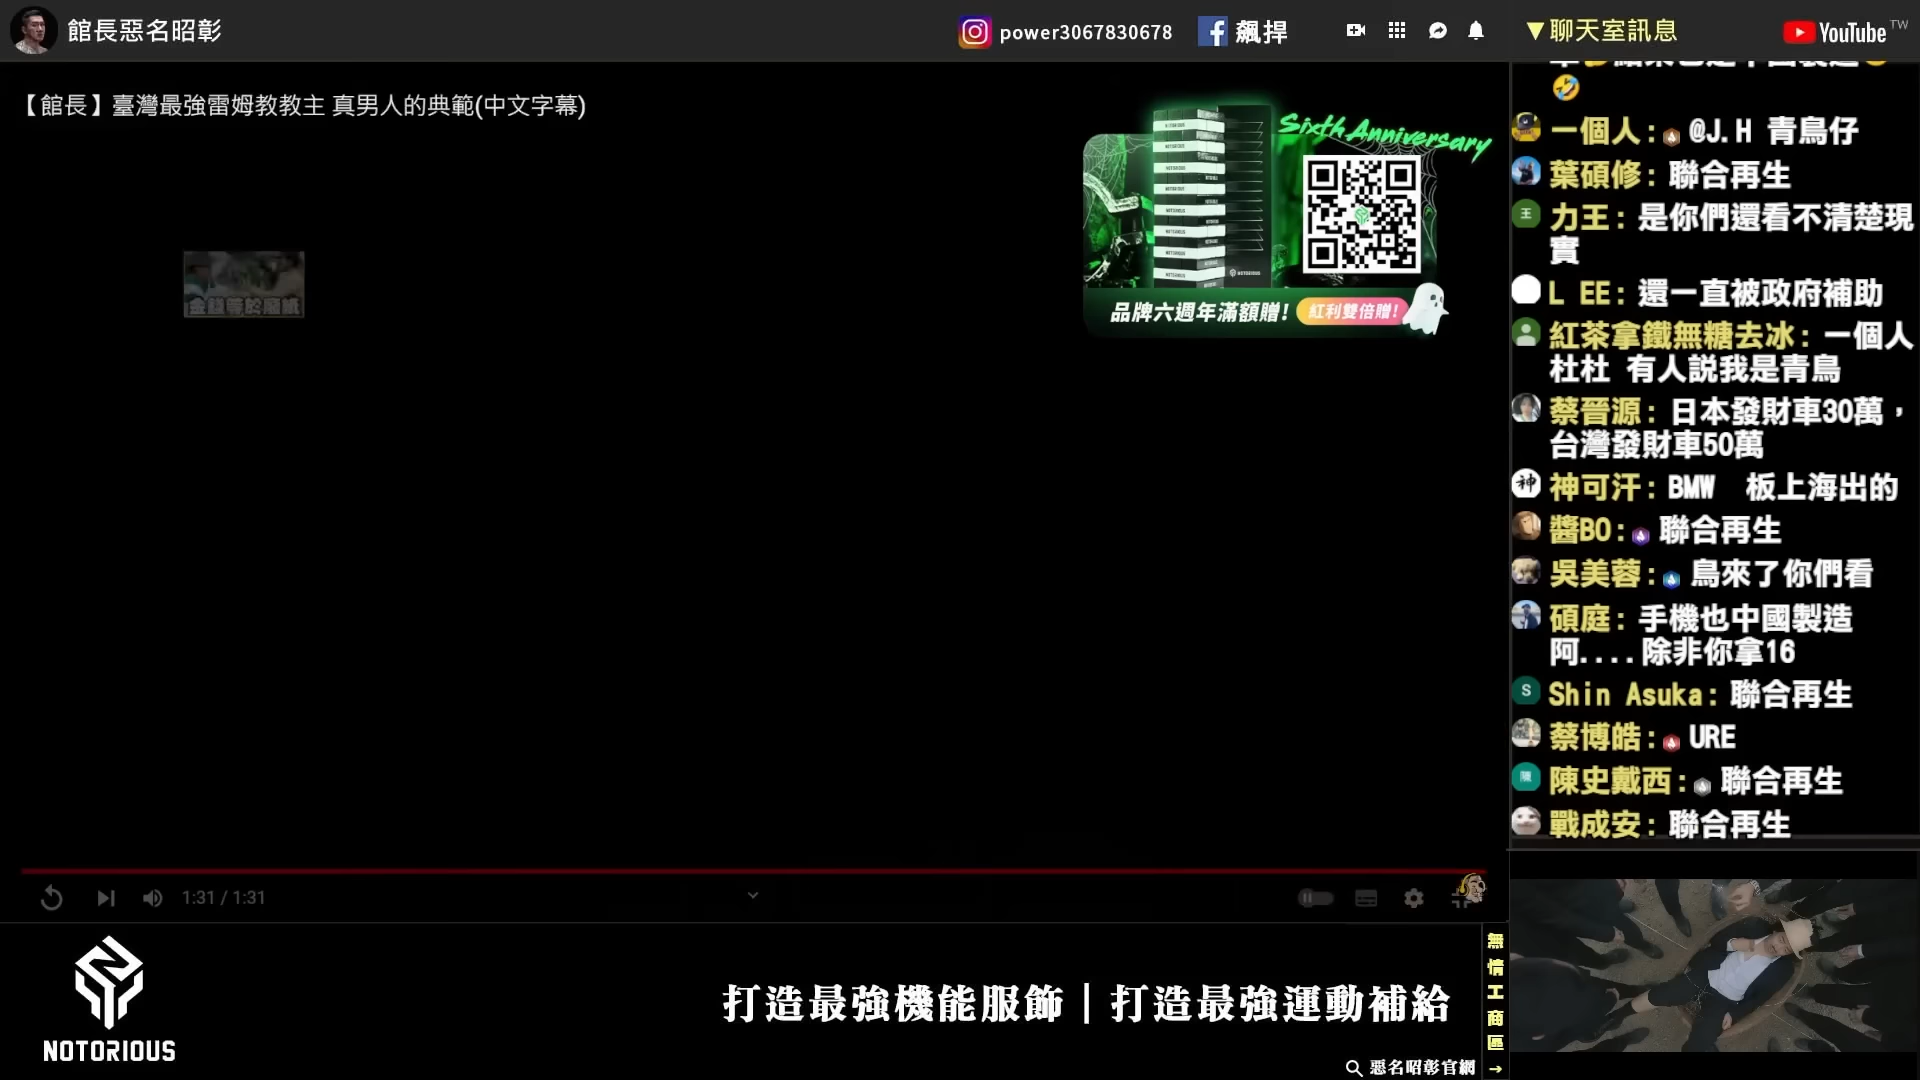 館長惡名昭彰
power3067830678
飆捍
▼聊天室訊息
YouTube TW
【館長】臺灣最強雷姆教教主 真男人的典範(中文字幕)
金錢等於廢紙
Sixth Anniversary
NOTORIOUS
品牌六週年滿額贈!
紅利雙倍贈!
一個人: @J.H 青鳥仔
葉碩修: 聯合再生
王
力王: 是你們還看不清楚現
實
L EE: 還一直被政府補助
紅茶拿鐵無糖去冰: 一個人
杜杜 有人説我是青鳥
蔡晉源: 日本發財車30萬，
台灣發財車50萬
神
神可汗: BMW 板上海出的
醬BO: 聯合再生
吳美蓉: 鳥來了你們看
碩庭: 手機也中國製造
阿....除非你拿16
S
Shin Asuka: 聯合再生
蔡博皓: URE
陳
陳史戴西: 聯合再生
戰成安: 聯合再生
1:31 / 1:31
NOTORIOUS
打造最強機能服飾｜打造最強運動補給
惡名昭彰官網
無情工商區→